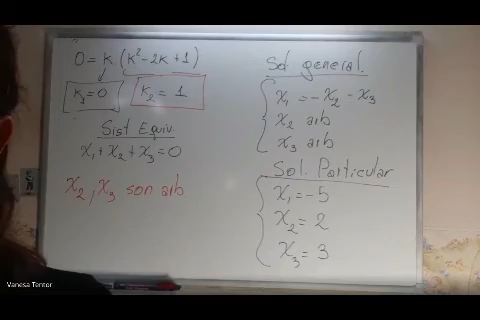 0 = K (K² - 2K + 1)
K₁ = 0
K₂ = 1
Sist Equiv.
x₁ + x₂ + x₃ = 0
x₂, x₃ son arb
Sol general.
x₁ = -x₂ - x₃
x₂ arb
x₃ arb
Sol. Particular
x₁ = -5
x₂ = 2
x₃ = 3
Vanesa Tentor